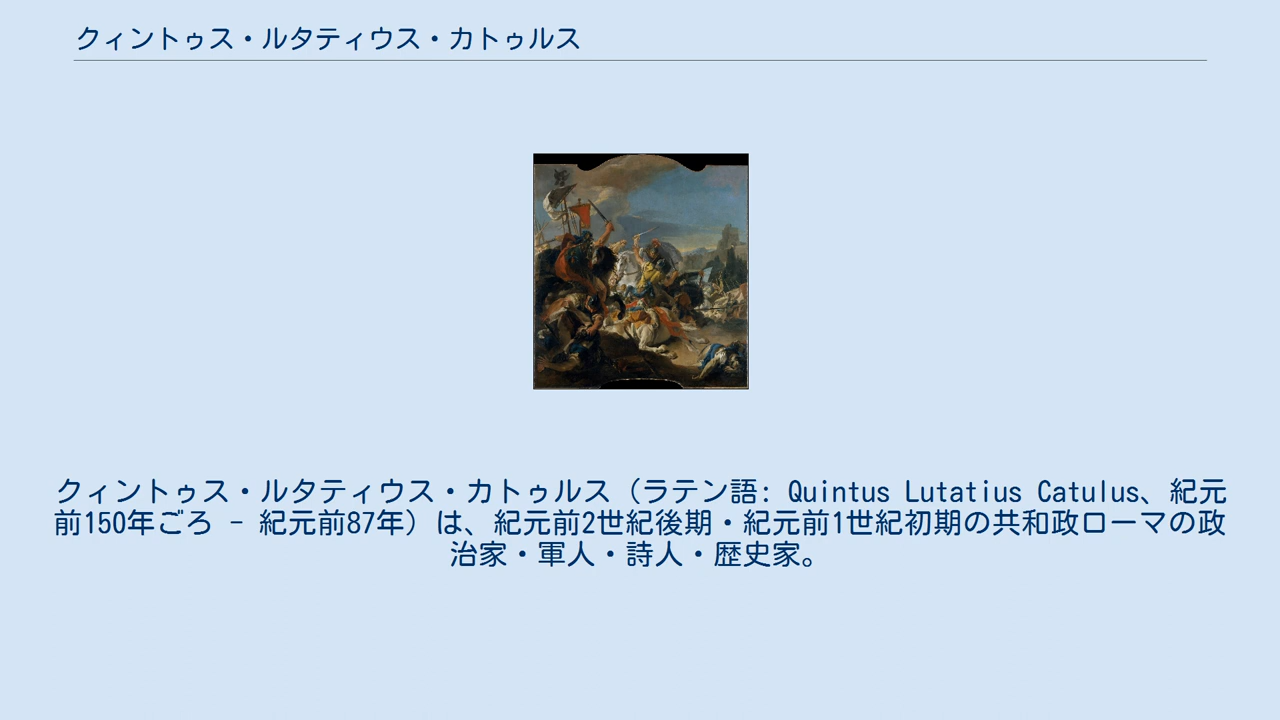 クィントゥス・ルタティウス・カトゥルス
クィントゥス・ルタティウス・カトゥルス（ラテン語: Quintus Lutatius Catulus、紀元
前150年ごろ - 紀元前87年）は、紀元前2世紀後期・紀元前1世紀初期の共和政ローマの政
治家・軍人・詩人・歴史家。